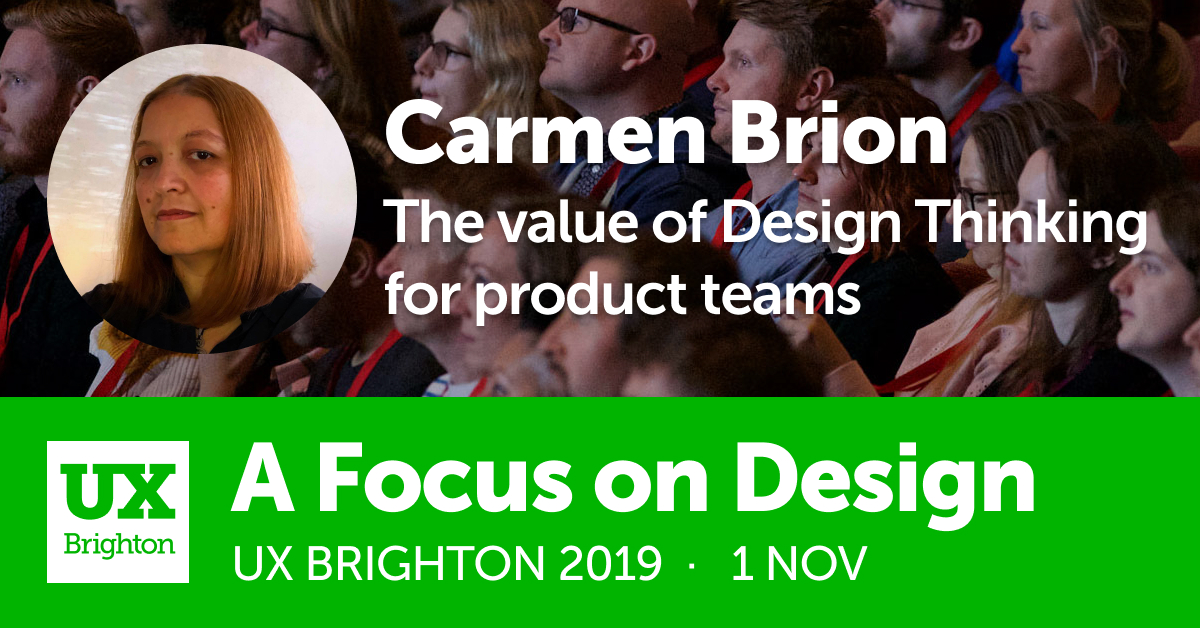 Carmen Brion
The value of Design Thinking
for product teams
UX
Brighton
A Focus on Design
UX BRIGHTON 2019 · 1 NOV